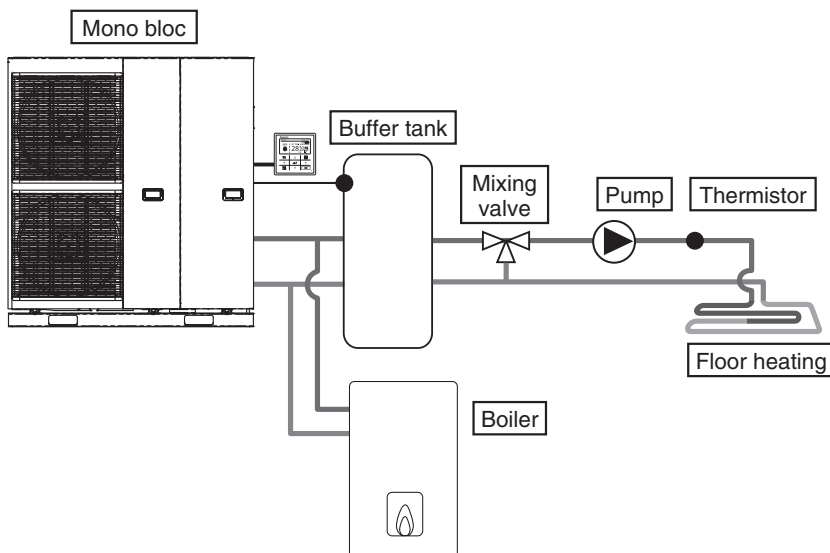 Mono bloc
Buffer tank
Mixing
valve
Pump
Thermistor
Floor heating
Boiler